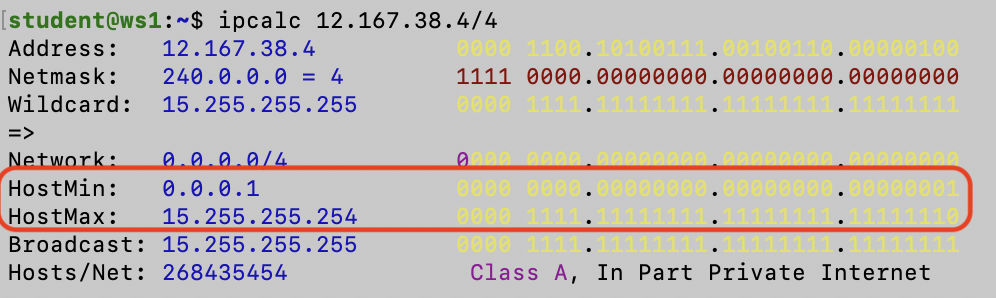 [student@ws1:~$ ipcalc 12.167.38.4/4
Address:   12.167.38.4          0000 1100.10100111.00100110.00000100
Netmask:   240.0.0.0 = 4        1111 0000.00000000.00000000.00000000
Wildcard:  15.255.255.255       0000 1111.11111111.11111111.11111111
=>
Network:   0.0.0.0/4            0000 0000.00000000.00000000.00000000
HostMin:   0.0.0.1              0000 0000.00000000.00000000.00000001
HostMax:   15.255.255.254       0000 1111.11111111.11111111.11111110
Broadcast: 15.255.255.255       0000 1111.11111111.11111111.11111111
Hosts/Net: 268435454             Class A, In Part Private Internet